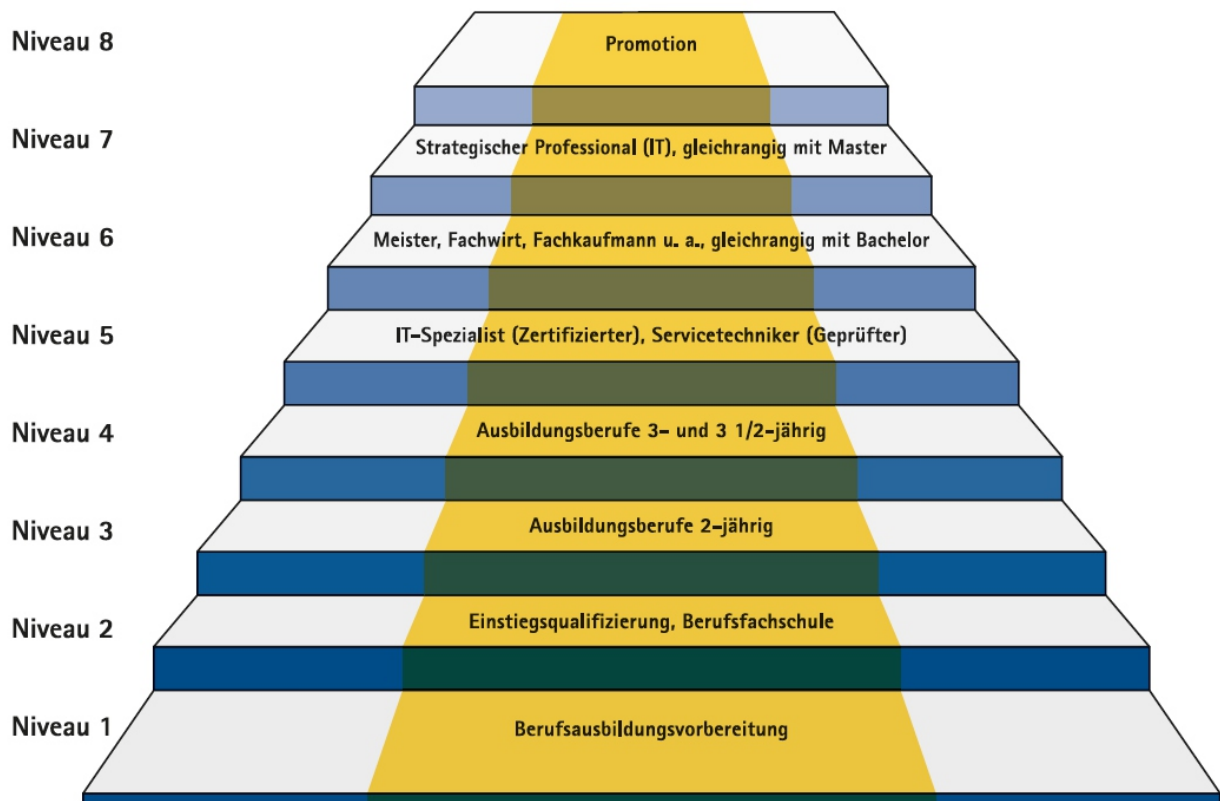 Niveau 8
Promotion
Niveau 7
Strategischer Professional (IT), gleichrangig mit Master
Niveau 6
Meister, Fachwirt, Fachkaufmann u. a., gleichrangig mit Bachelor
Niveau 5
IT-Spezialist (Zertifizierter), Servicetechniker (Geprüfter)
Niveau 4
Ausbildungsberufe 3- und 3 1/2-jährig
Niveau 3
Ausbildungsberufe 2-jährig
Niveau 2
Einstiegsqualifizierung, Berufsfachschule
Niveau 1
Berufsausbildungsvorbereitung